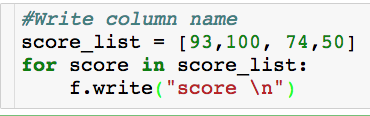 #Write column name
score_list = [93,100, 74,50]
for score in score_list:
    f.write("score \n")